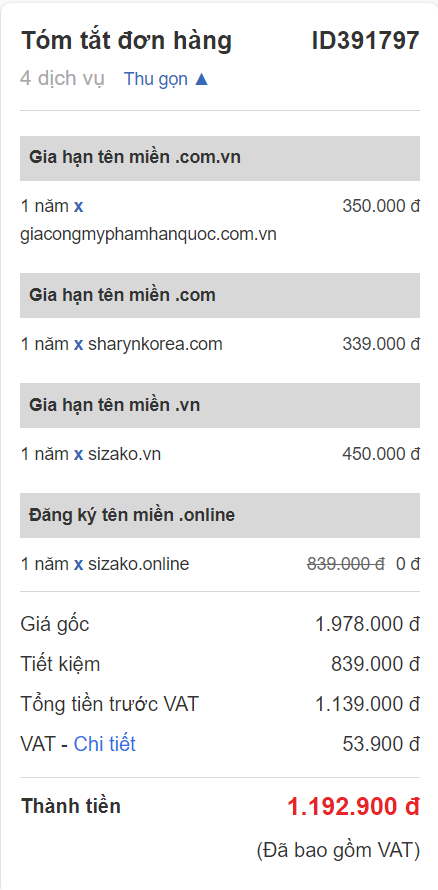 Tóm tắt đơn hàng ID391797
4 dịch vụ Thu gọn ▲
Gia hạn tên miền .com.vn
1 năm x 350.000 đ
giacongmyphamhanquoc.com.vn
Gia hạn tên miền .com
1 năm x sharynkorea.com 339.000 đ
Gia hạn tên miền .vn
1 năm x sizako.vn 450.000 đ
Đăng ký tên miền .online
1 năm x sizako.online 839.000 đ 0 đ
Giá gốc 1.978.000 đ
Tiết kiệm 839.000 đ
Tổng tiền trước VAT 1.139.000 đ
VAT - Chi tiết 53.900 đ
Thành tiền 1.192.900 đ
(Đã bao gồm VAT)